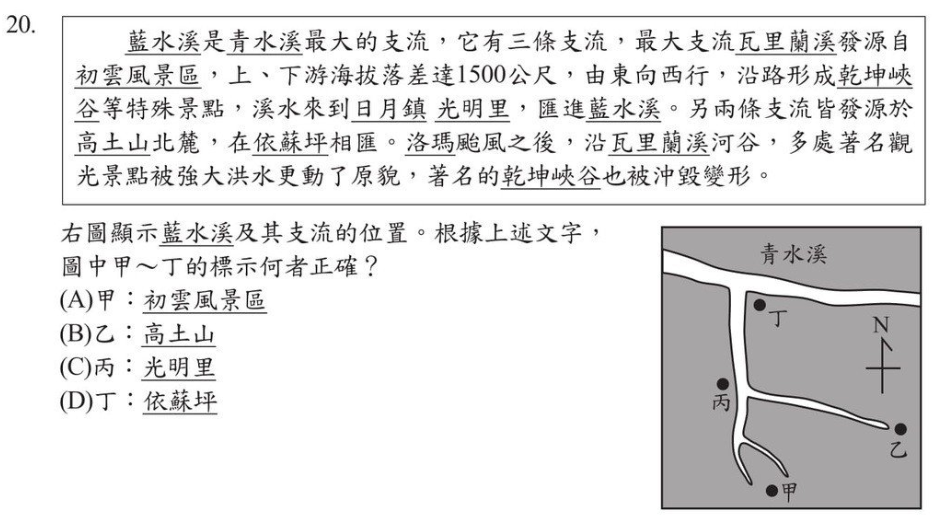 20.
藍水溪是青水溪最大的支流，它有三條支流，最大支流瓦里蘭溪發源自
初雲風景區，上、下游海拔落差達1500公尺，由東向西行，沿路形成乾坤峽
谷等特殊景點，溪水來到日月鎮 光明里，匯進藍水溪。另兩條支流皆發源於
高土山北麓，在依蘇坪相匯。洛瑪颱風之後，沿瓦里蘭溪河谷，多處著名觀
光景點被強大洪水更動了原貌，著名的乾坤峽谷也被沖毀變形。
右圖顯示藍水溪及其支流的位置。根據上述文字，
圖中甲～丁的標示何者正確？
(A)甲：初雲風景區
(B)乙：高土山
(C)丙：光明里
(D)丁：依蘇坪
青水溪
丁
N
丙
乙
甲